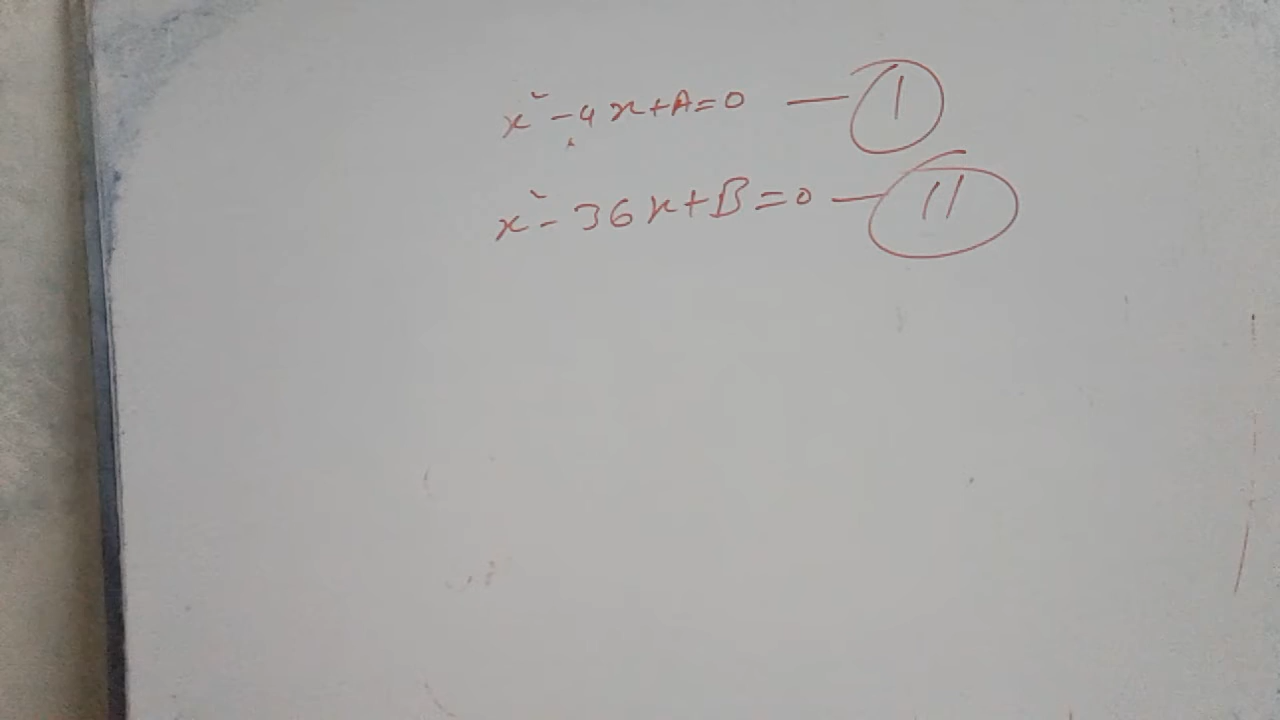 x² - 4x + A = 0 — (I)
x² - 36x + B = 0 — (II)